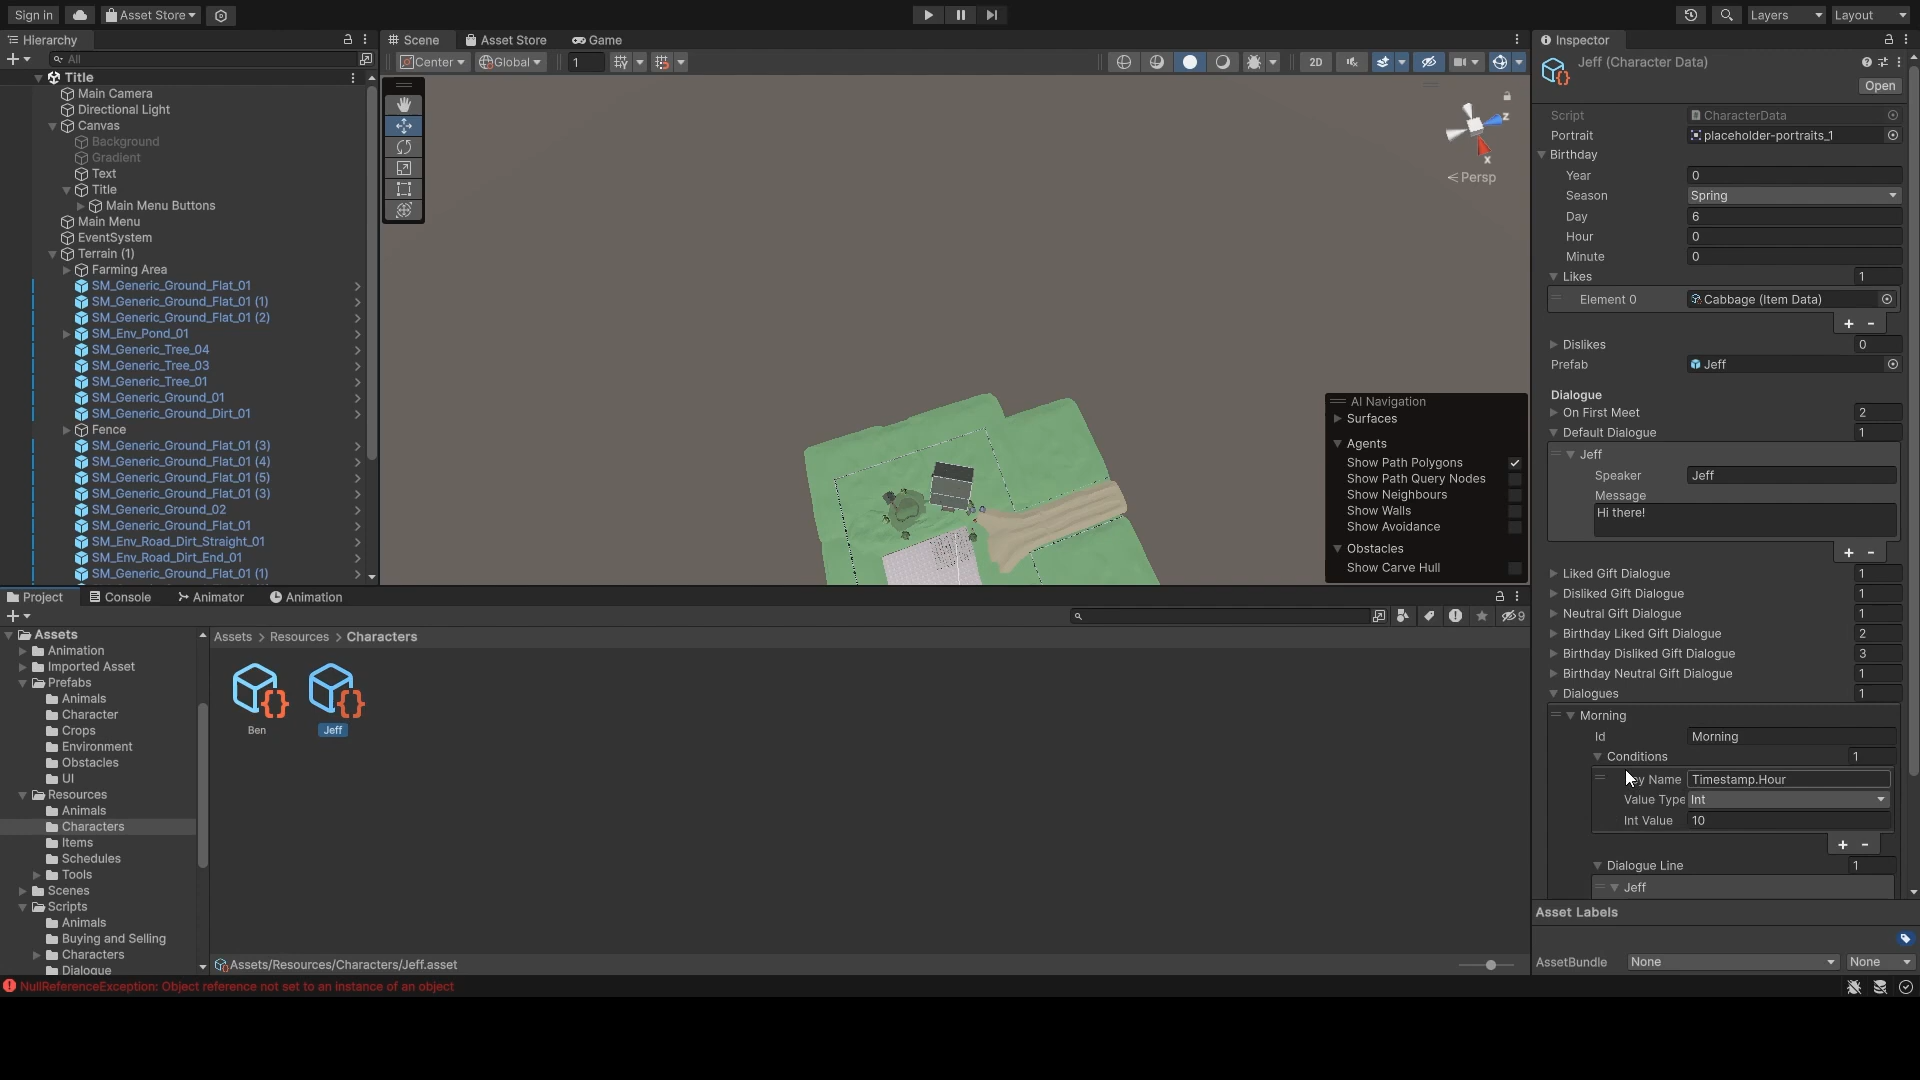 Sign in Asset Store Layers Layout
Hierarchy
All
Title
Main Camera
Directional Light
Canvas
Background
Gradient
Text
Title
Main Menu Buttons
Main Menu
EventSystem
Terrain (1)
Farming Area
SM_Generic_Ground_Flat_01
SM_Generic_Ground_Flat_01 (1)
SM_Generic_Ground_Flat_01 (2)
SM_Env_Pond_01
SM_Generic_Tree_04
SM_Generic_Tree_03
SM_Generic_Tree_01
SM_Generic_Ground_01
SM_Generic_Ground_Dirt_01
Fence
SM_Generic_Ground_Flat_01 (3)
SM_Generic_Ground_Flat_01 (4)
SM_Generic_Ground_Flat_01 (5)
SM_Generic_Ground_Flat_01 (3)
SM_Generic_Ground_02
SM_Generic_Ground_Flat_01
SM_Env_Road_Dirt_Straight_01
SM_Env_Road_Dirt_End_01
SM_Generic_Ground_Flat_01 (1)
Scene Asset Store Game
Center Global 1 2D
z
x
< Persp
AI Navigation
Surfaces
Agents
Show Path Polygons
Show Path Query Nodes
Show Neighbours
Show Walls
Show Avoidance
Obstacles
Show Carve Hull
Project Console Animator Animation
9
Assets
Animation
Imported Asset
Prefabs
Animals
Character
Crops
Environment
Obstacles
UI
Resources
Animals
Characters
Items
Schedules
Tools
Scenes
Scripts
Animals
Buying and Selling
Characters
Dialogue
Assets > Resources > Characters
Ben Jeff
Assets/Resources/Characters/Jeff.asset
Inspector
Jeff (Character Data)
Open
Script CharacterData
Portrait placeholder-portraits_1
Birthday
Year 0
Season Spring
Day 6
Hour 0
Minute 0
Likes 1
Element 0 Cabbage (Item Data)
+ -
Dislikes 0
Prefab Jeff
Dialogue
On First Meet 2
Default Dialogue 1
Jeff
Speaker Jeff
Message
Hi there!
+ -
Liked Gift Dialogue 1
Disliked Gift Dialogue 1
Neutral Gift Dialogue 1
Birthday Liked Gift Dialogue 2
Birthday Disliked Gift Dialogue 3
Birthday Neutral Gift Dialogue 1
Dialogues 1
Morning
Id Morning
Conditions 1
y Name Timestamp.Hour
Value Type Int
Int Value 10
+ -
Dialogue Line 1
Jeff
Asset Labels
AssetBundle None None
NullReferenceException: Object reference not set to an instance of an object